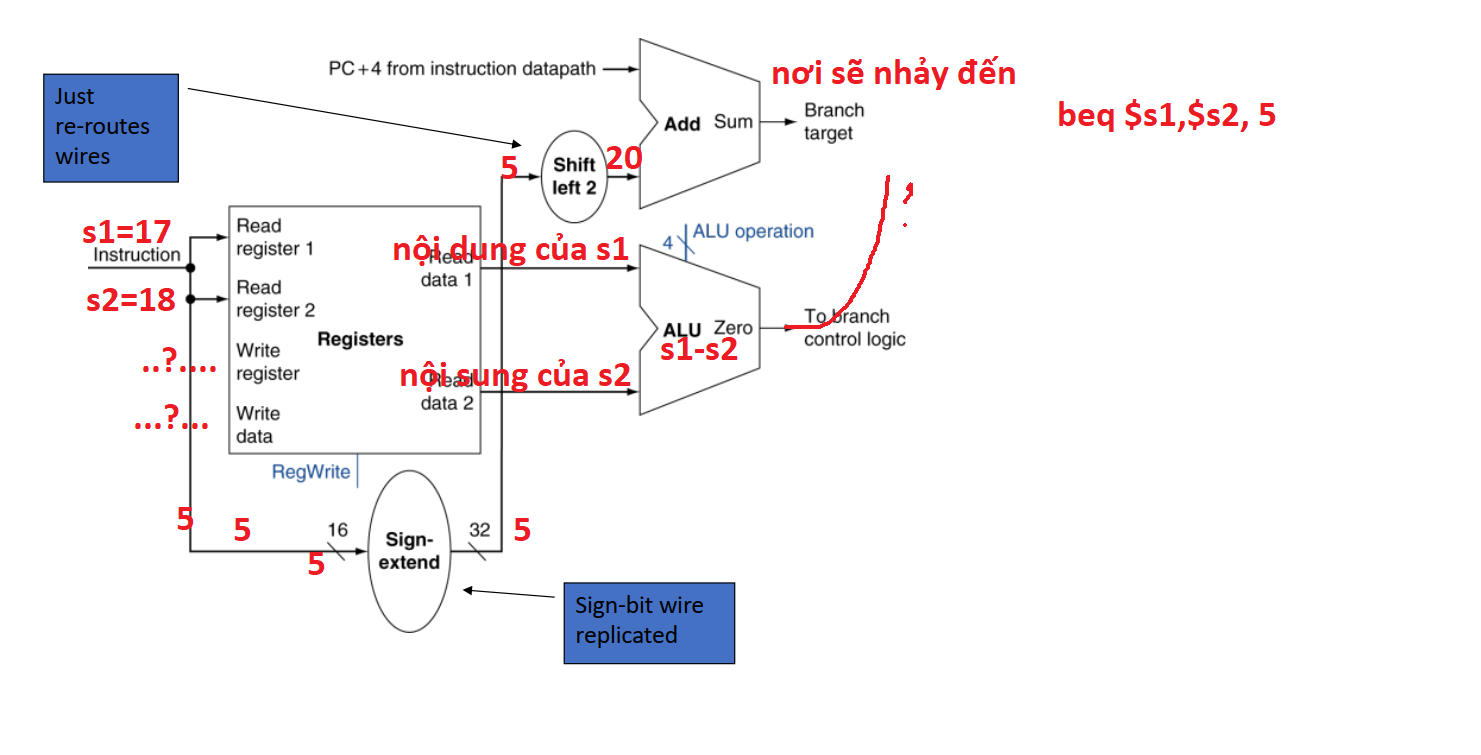 PC+4 from instruction datapath
nơi sẽ nhảy đến
Just
re-routes
wires
beq $s1,$s2, 5
Add Sum
Branch
target
5
Shift
left 2
20
s1=17
Instruction
s2=18
..?....
...?...
Read
register 1
Read
register 2
Registers
Write
register
Write
data
nội dung của s1
Read
data 1
nội sung của s2
Read
data 2
RegWrite
4
ALU operation
ALU Zero
s1-s2
To branch
control logic
?
5
5
16
5
Sign-
extend
32
5
Sign-bit wire
replicated